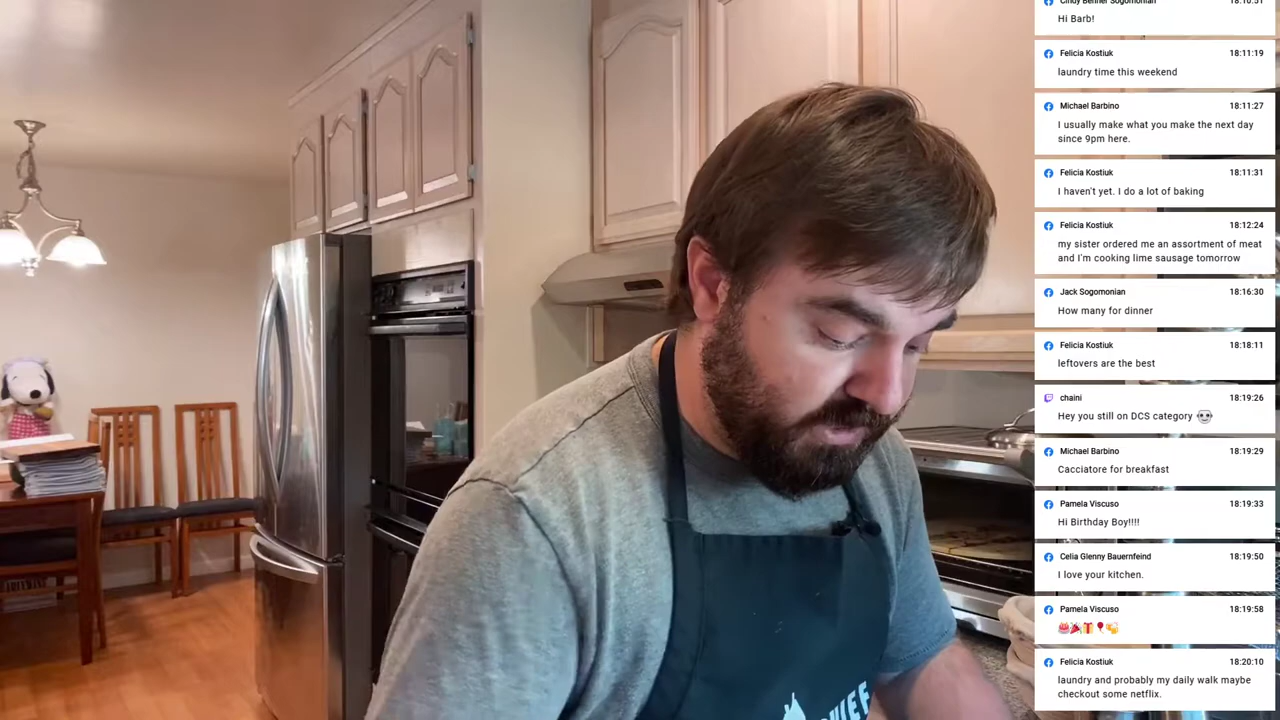 Cindy Benner Sogomonian 18:10:51
Hi Barb!
Felicia Kostiuk 18:11:19
laundry time this weekend
Michael Barbino 18:11:27
I usually make what you make the next day
since 9pm here.
Felicia Kostiuk 18:11:31
I haven't yet. I do a lot of baking
Felicia Kostiuk 18:12:24
my sister ordered me an assortment of meat
and I'm cooking lime sausage tomorrow
Jack Sogomonian 18:16:30
How many for dinner
Felicia Kostiuk 18:18:11
leftovers are the best
chaini 18:19:26
Hey you still on DCS category
Michael Barbino 18:19:29
Cacciatore for breakfast
Pamela Viscuso 18:19:33
Hi Birthday Boy!!!!
Celia Glenny Bauernfeind 18:19:50
I love your kitchen.
Pamela Viscuso 18:19:58
Felicia Kostiuk 18:20:10
laundry and probably my daily walk maybe
checkout some netflix.